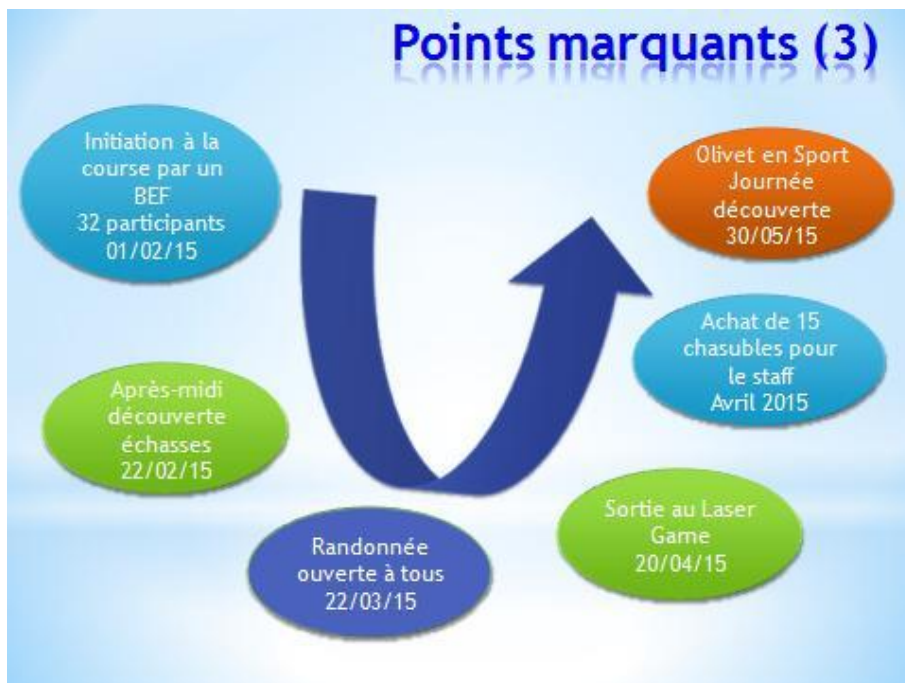 Points marquants (3)
Initiation à la
course par un
BEF
32 participants
01/02/15
Après-midi
découverte
échasses
22/02/15
Randonnée
ouverte à tous
22/03/15
Sortie au Laser
Game
20/04/15
Achat de 15
chasubles pour
le staff
Avril 2015
Olivet en Sport
Journée
découverte
30/05/15